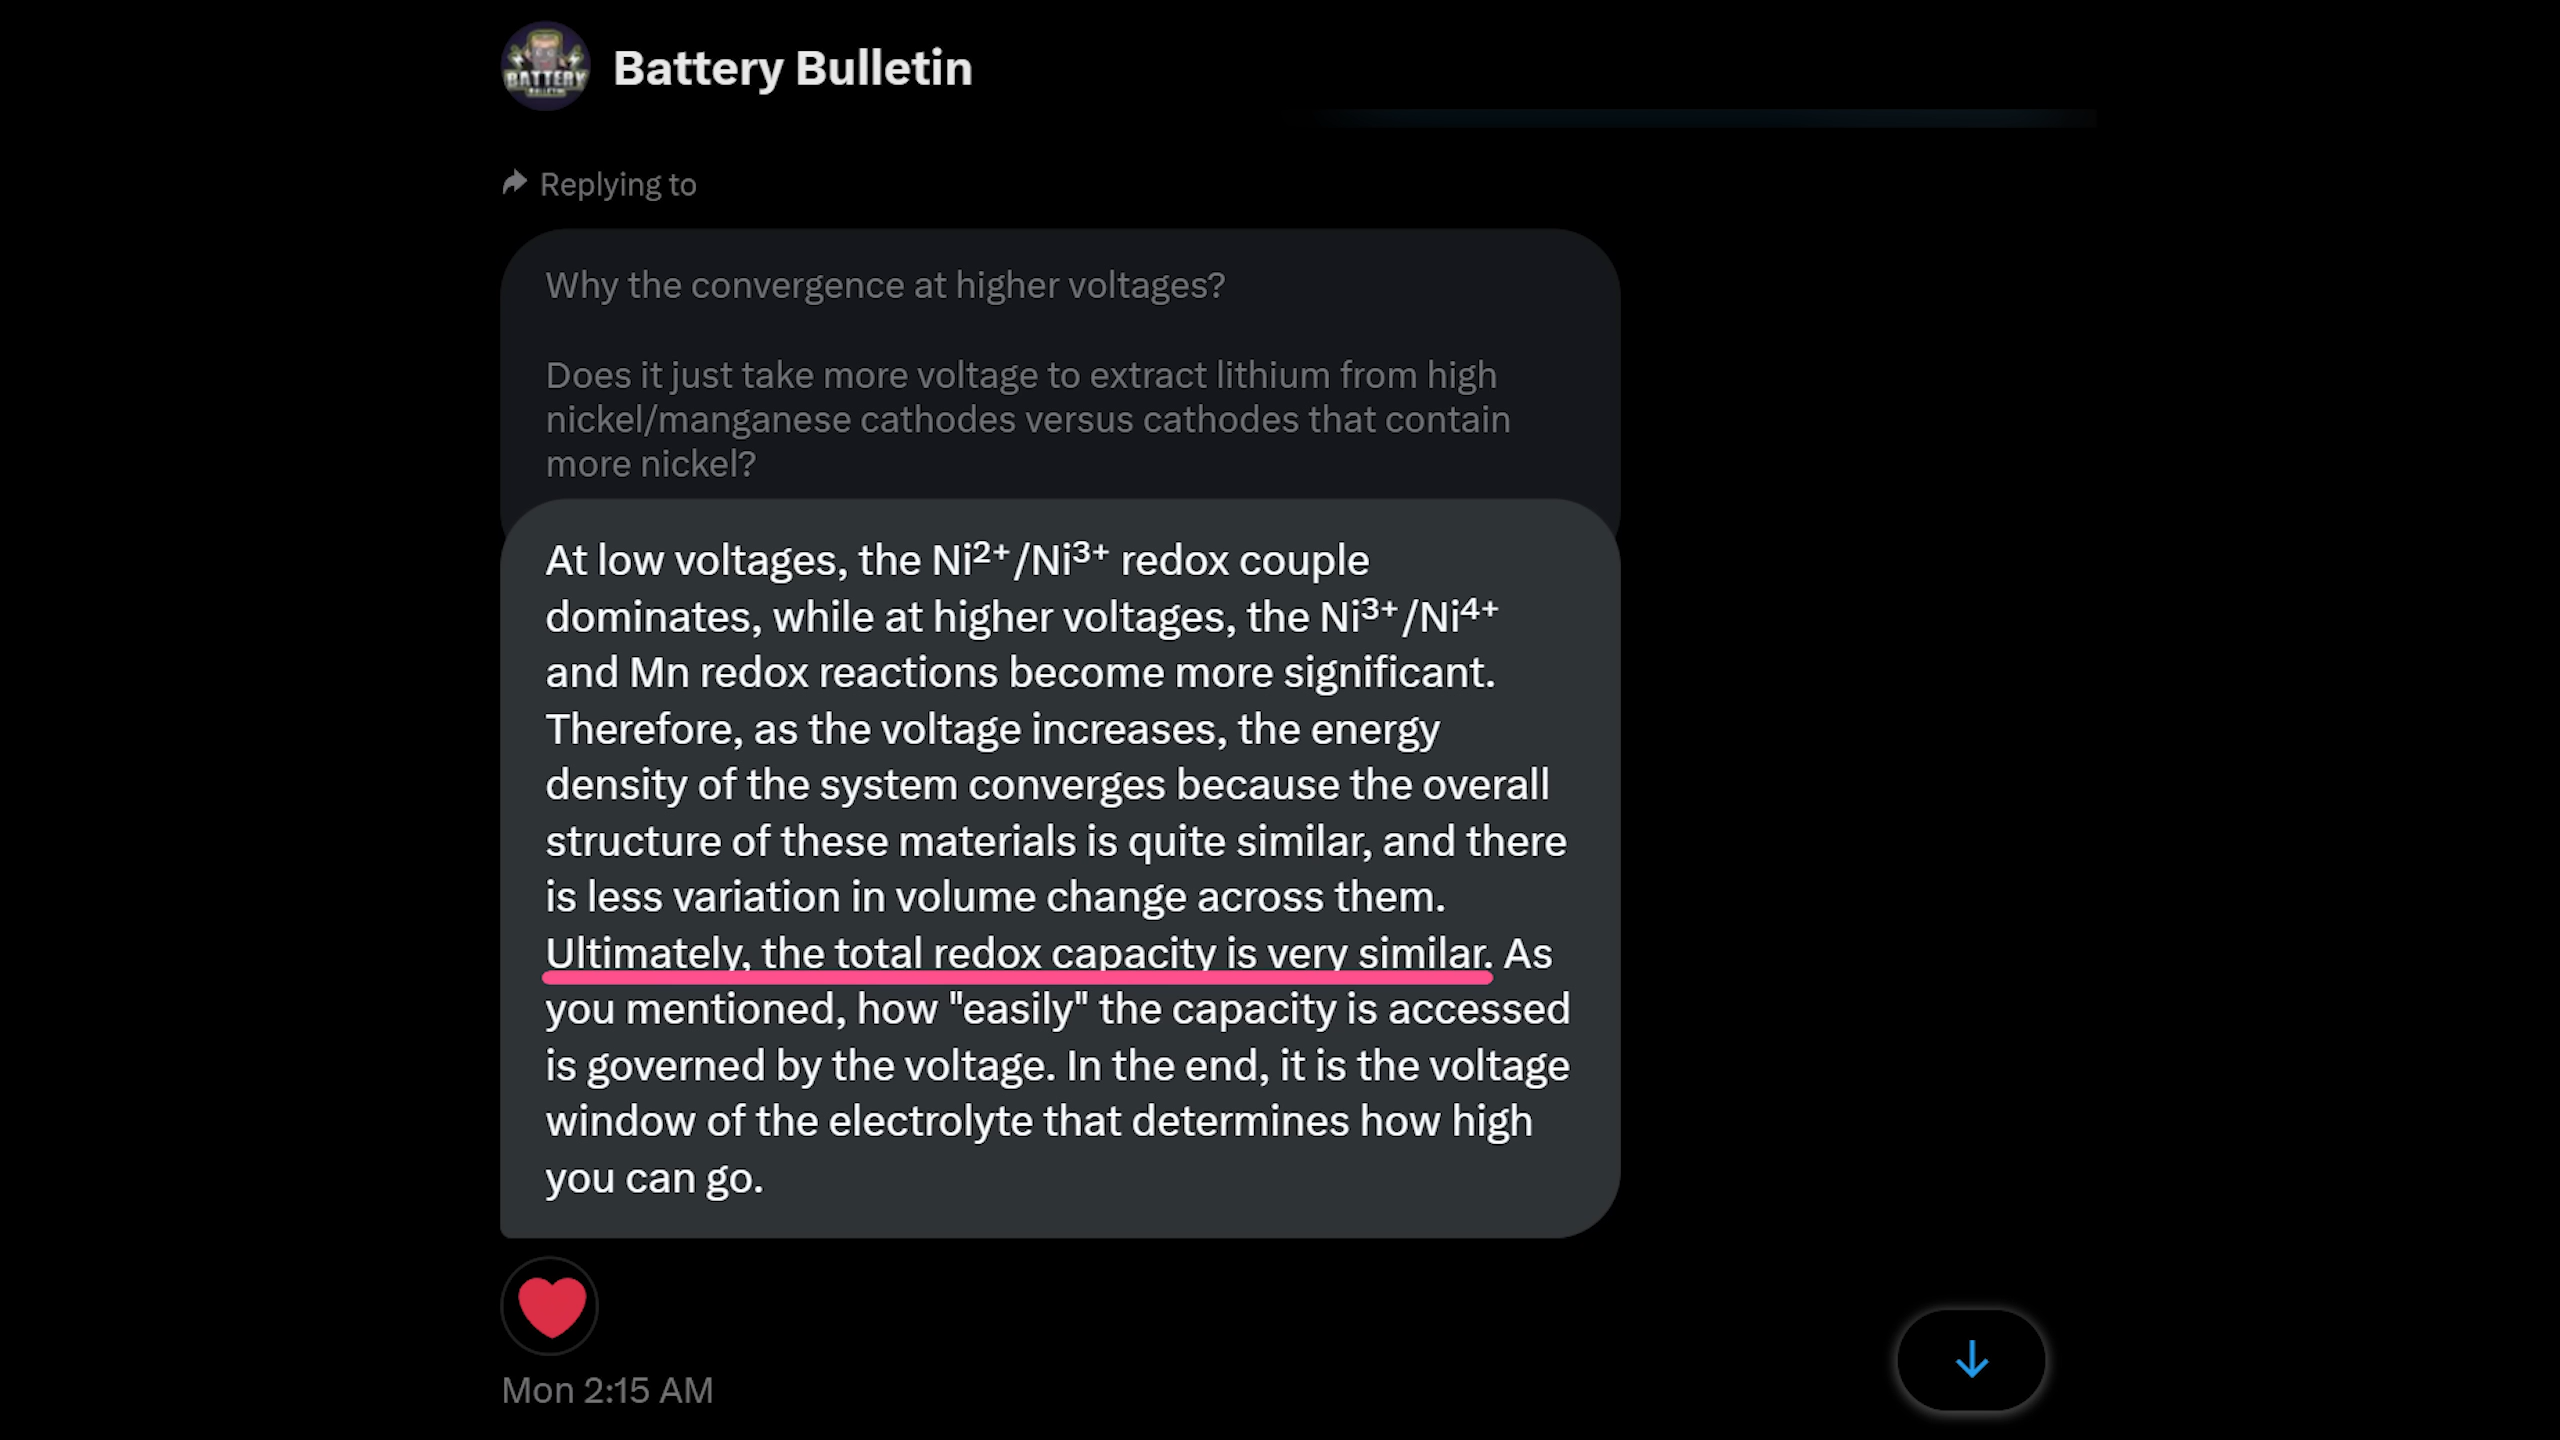 BATTERY
BULLETIN
Battery Bulletin
Replying to
Why the convergence at higher voltages?
Does it just take more voltage to extract lithium from high
nickel/manganese cathodes versus cathodes that contain
more nickel?
At low voltages, the Ni²⁺/Ni³⁺ redox couple
dominates, while at higher voltages, the Ni³⁺/Ni⁴⁺
and Mn redox reactions become more significant.
Therefore, as the voltage increases, the energy
density of the system converges because the overall
structure of these materials is quite similar, and there
is less variation in volume change across them.
Ultimately, the total redox capacity is very similar. As
you mentioned, how "easily" the capacity is accessed
is governed by the voltage. In the end, it is the voltage
window of the electrolyte that determines how high
you can go.
Mon 2:15 AM